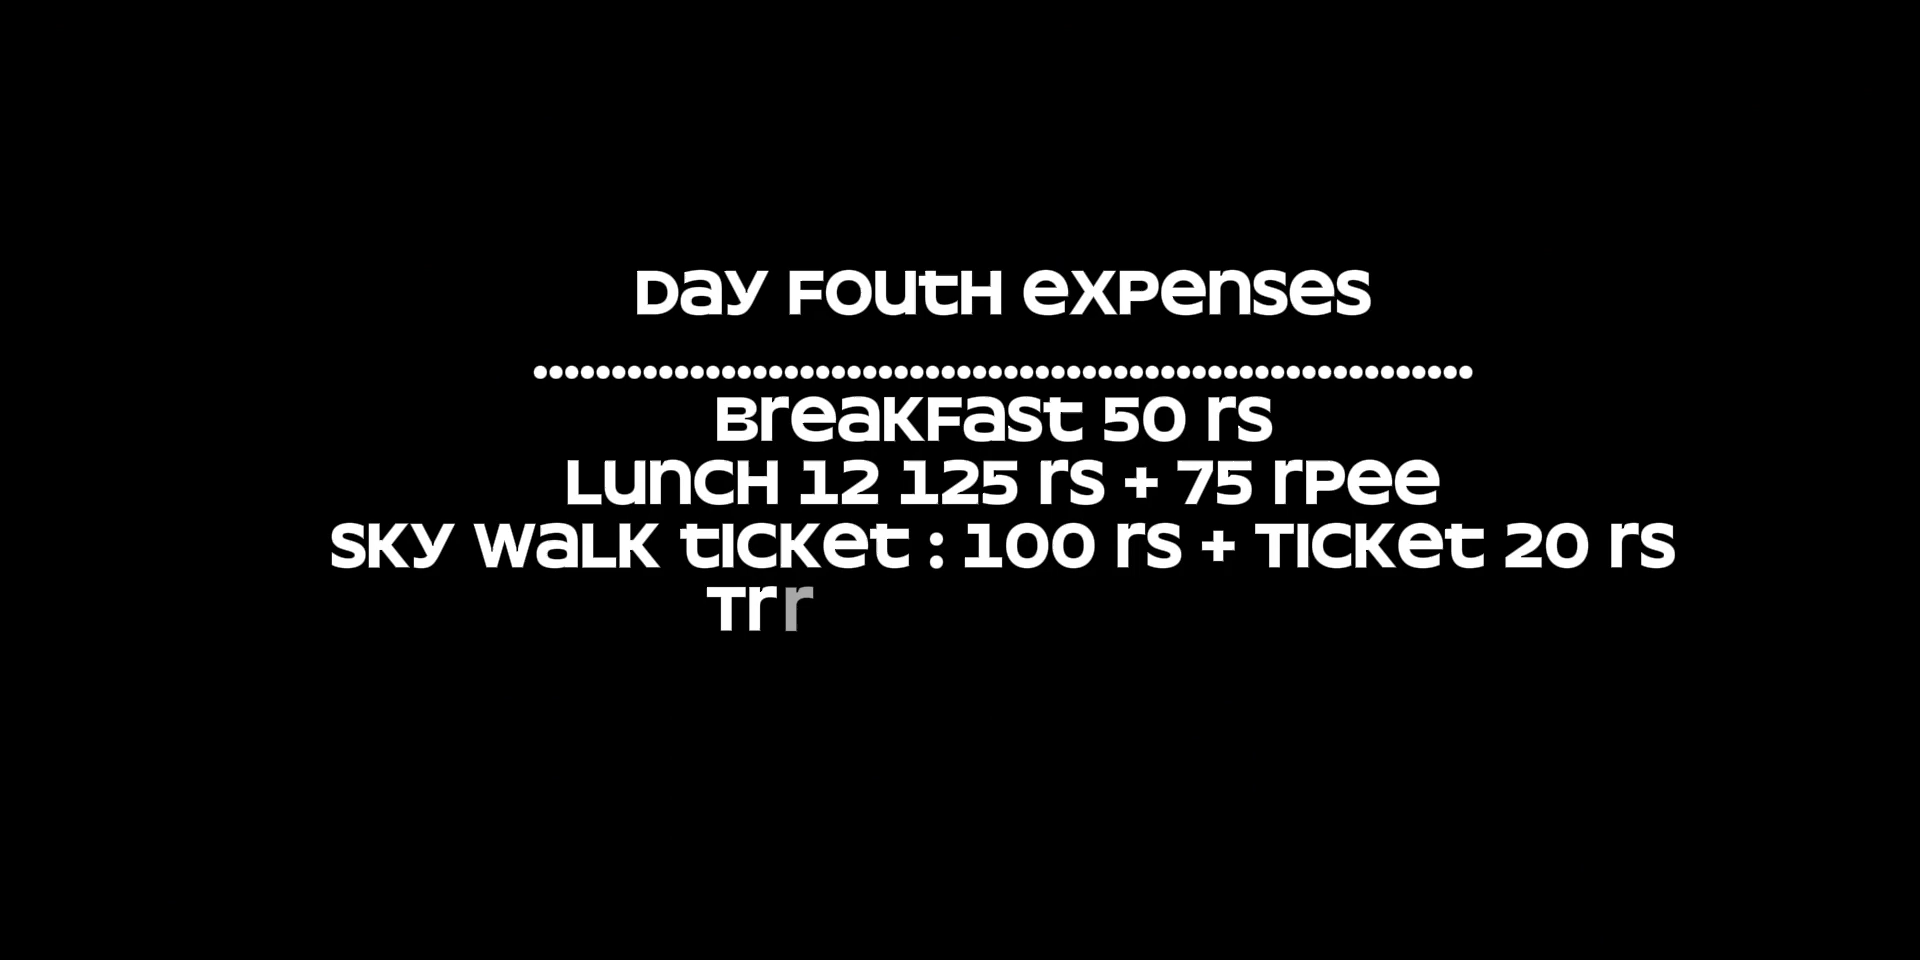 Day Fouth Expenses
............................................................
Breakfast 50 rs
Lunch 12 125 rs + 75 rpee
Sky Walk ticket : 100 rs + Ticket 20 rs
Trr